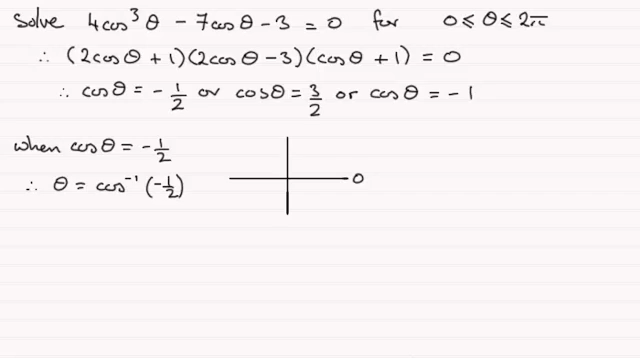 Solve 4cos³θ - 7cosθ - 3 = 0 for 0 ⩽ θ ⩽ 2π
∴ (2cosθ + 1)(2cosθ - 3)(cosθ + 1) = 0
∴ cosθ = -1/2 or cosθ = 3/2 or cosθ = -1
when cosθ = -1/2
∴ θ = cos⁻¹(-1/2) 0